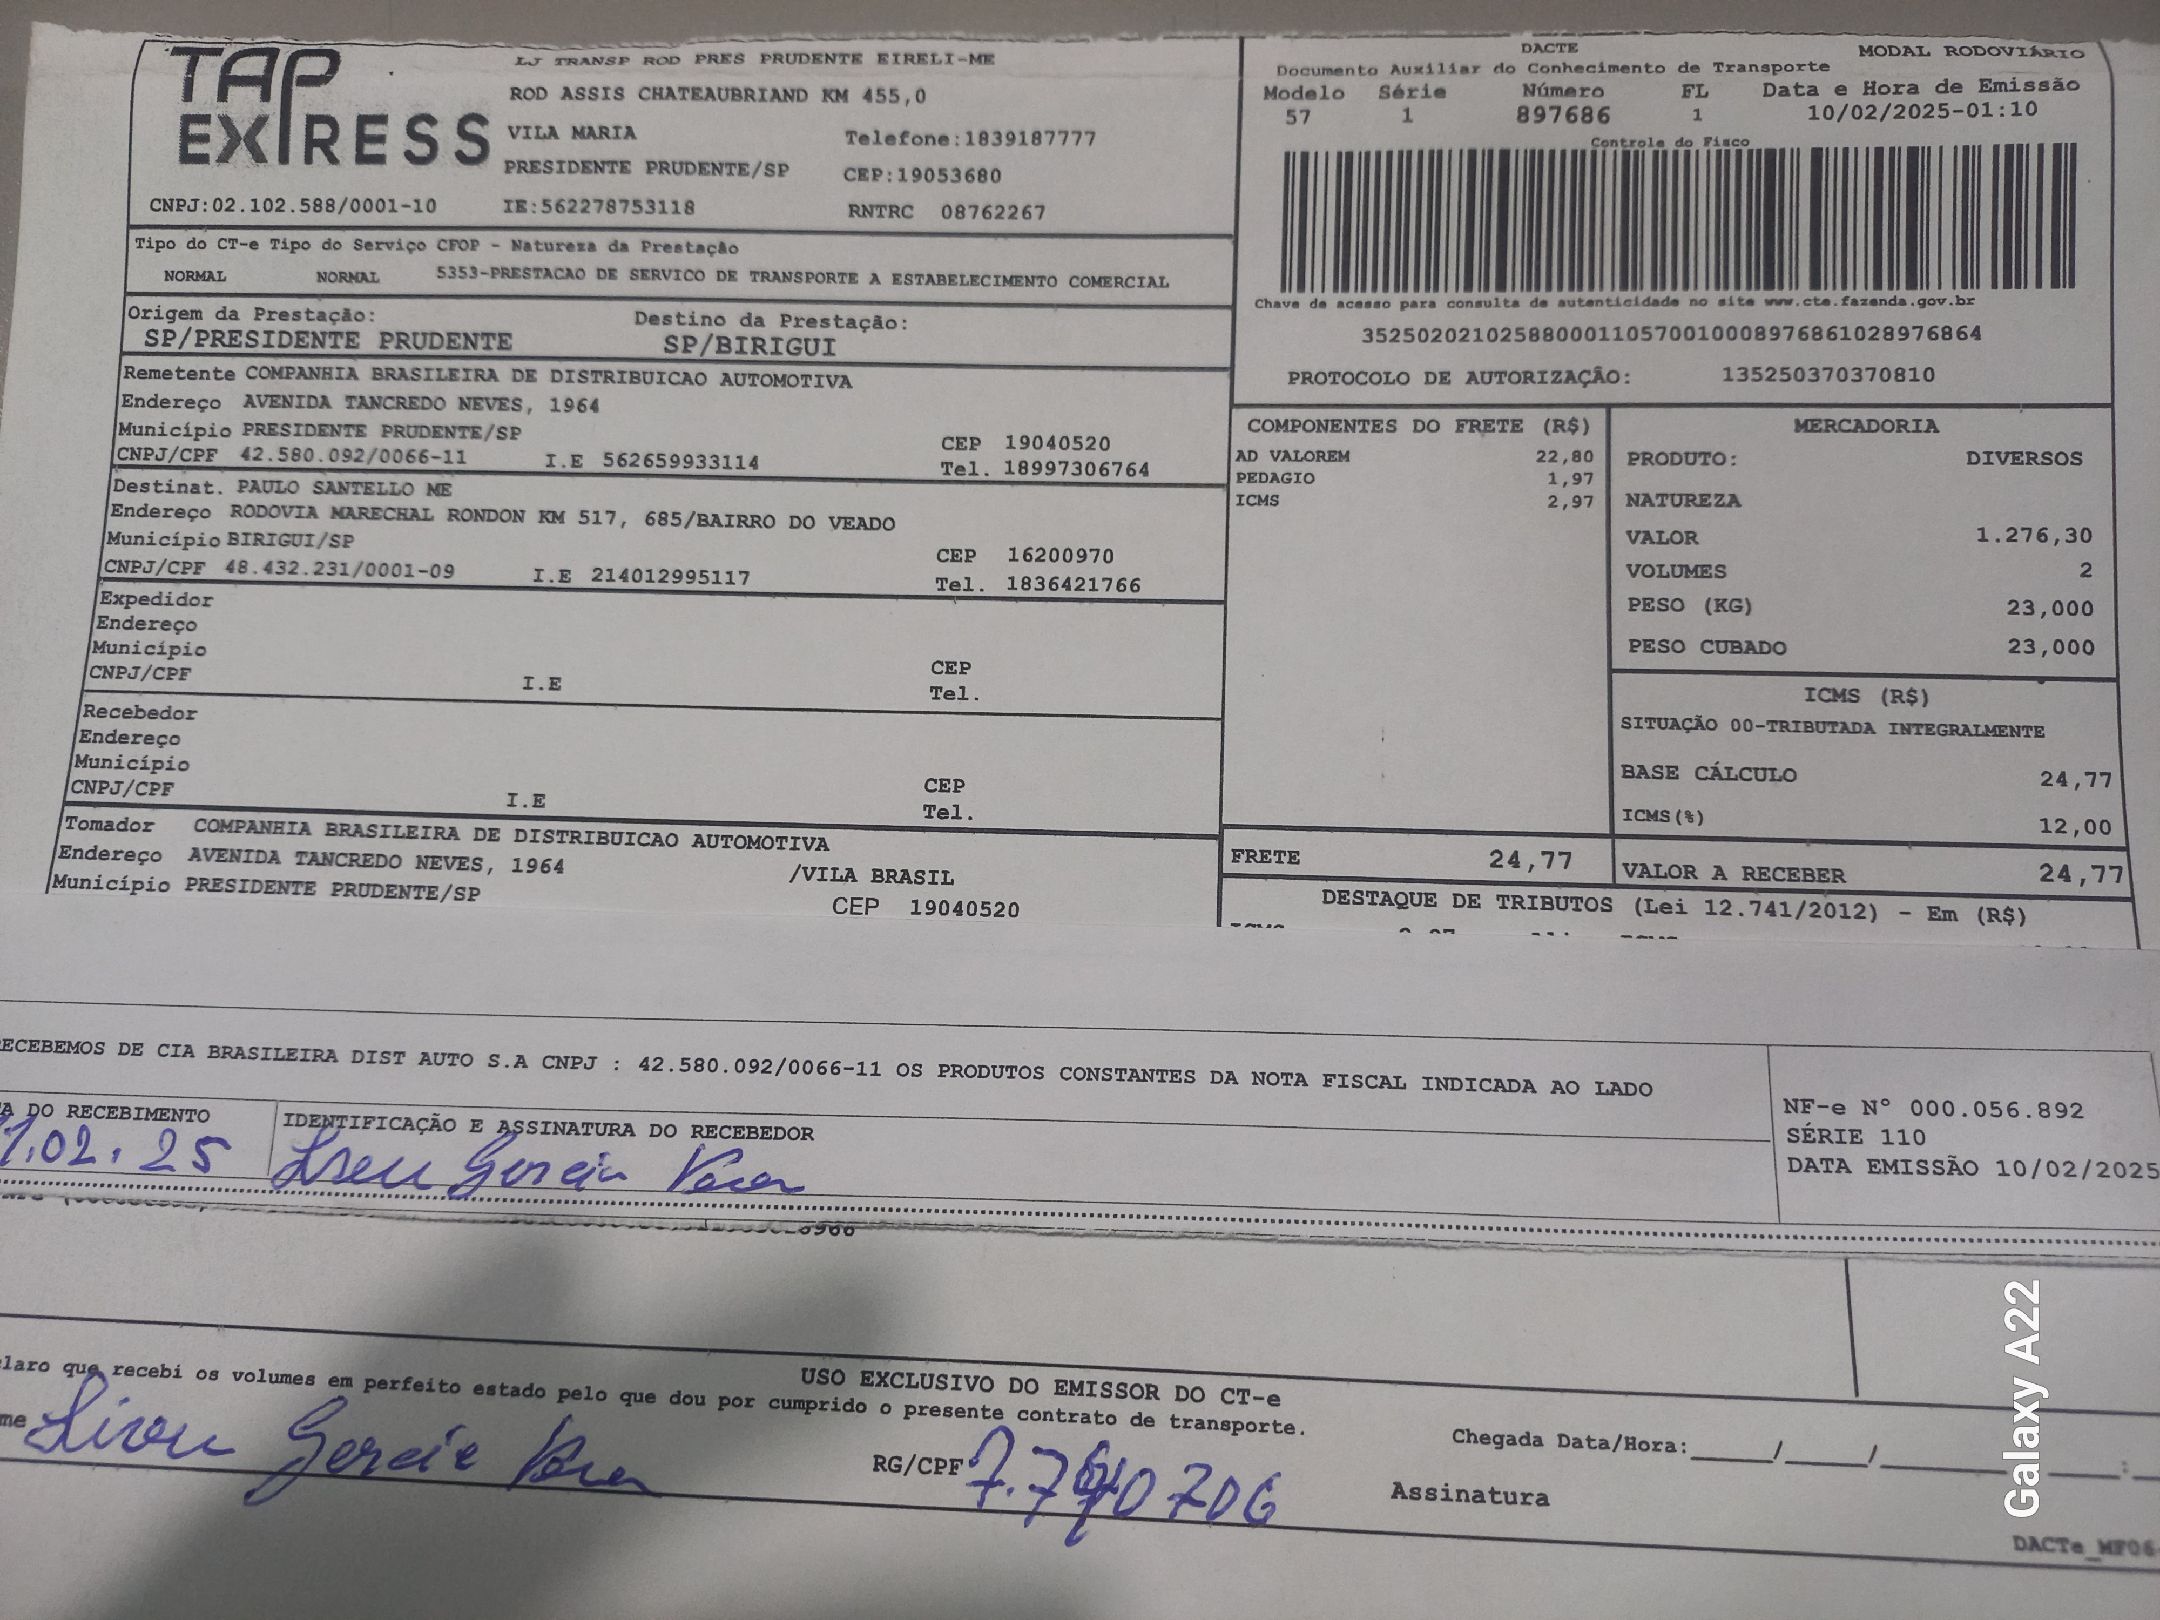 TAP EXPRESS
LJ TRANSP ROD PRES PRUDENTE EIRELI-ME
ROD ASSIS CHATEAUBRIAND KM 455,0
VILA MARIA Telefone:1839187777
PRESIDENTE PRUDENTE/SP CEP:19053680
CNPJ:02.102.588/0001-10 IE:562278753118 RNTRC 08762267
DACTE MODAL RODOVIÁRIO
Documento Auxiliar do Conhecimento de Transporte
Modelo Série Número FL Data e Hora de Emissão
57 1 897686 1 10/02/2025-01:10
Controle do Fisco
Chave de acesso para consulta de autenticidade no site www.cte.fazenda.gov.br
35250202102588000110570010008976861028976864
PROTOCOLO DE AUTORIZAÇÃO: 135250370370810
Tipo do CT-e Tipo do Serviço CFOP - Natureza da Prestação
NORMAL NORMAL 5353-PRESTACAO DE SERVICO DE TRANSPORTE A ESTABELECIMENTO COMERCIAL
Origem da Prestação: Destino da Prestação:
SP/PRESIDENTE PRUDENTE SP/BIRIGUI
Remetente COMPANHIA BRASILEIRA DE DISTRIBUICAO AUTOMOTIVA
Endereço AVENIDA TANCREDO NEVES, 1964
Município PRESIDENTE PRUDENTE/SP CEP 19040520
CNPJ/CPF 42.580.092/0066-11 I.E 562659933114 Tel. 18997306764
Destinat. PAULO SANTELLO ME
Endereço RODOVIA MARECHAL RONDON KM 517, 685/BAIRRO DO VEADO
Município BIRIGUI/SP CEP 16200970
CNPJ/CPF 48.432.231/0001-09 I.E 214012995117 Tel. 1836421766
Expedidor
Endereço
Município CEP
CNPJ/CPF I.E Tel.
Recebedor
Endereço
Município CEP
CNPJ/CPF I.E Tel.
Tomador COMPANHIA BRASILEIRA DE DISTRIBUICAO AUTOMOTIVA
Endereço AVENIDA TANCREDO NEVES, 1964 /VILA BRASIL
Município PRESIDENTE PRUDENTE/SP CEP 19040520
COMPONENTES DO FRETE (R$)
AD VALOREM 22,80
PEDAGIO 1,97
ICMS 2,97
FRETE 24,77
MERCADORIA
PRODUTO: DIVERSOS
NATUREZA
VALOR 1.276,30
VOLUMES 2
PESO (KG) 23,000
PESO CUBADO 23,000
ICMS (R$)
SITUAÇÃO 00-TRIBUTADA INTEGRALMENTE
BASE CÁLCULO 24,77
ICMS(%) 12,00
VALOR A RECEBER 24,77
DESTAQUE DE TRIBUTOS (Lei 12.741/2012) - Em (R$)
ECEBEMOS DE CIA BRASILEIRA DIST AUTO S.A CNPJ : 42.580.092/0066-11 OS PRODUTOS CONSTANTES DA NOTA FISCAL INDICADA AO LADO
A DO RECEBIMENTO IDENTIFICAÇÃO E ASSINATURA DO RECEBEDOR
1.02.25
NF-e Nº 000.056.892
SÉRIE 110
DATA EMISSÃO 10/02/2025
USO EXCLUSIVO DO EMISSOR DO CT-e
claro que recebi os volumes em perfeito estado pelo que dou por cumprido o presente contrato de transporte.
me RG/CPF Chegada Data/Hora:____/____/____ ____:
Assinatura
DACTe_MF06
Galaxy A22